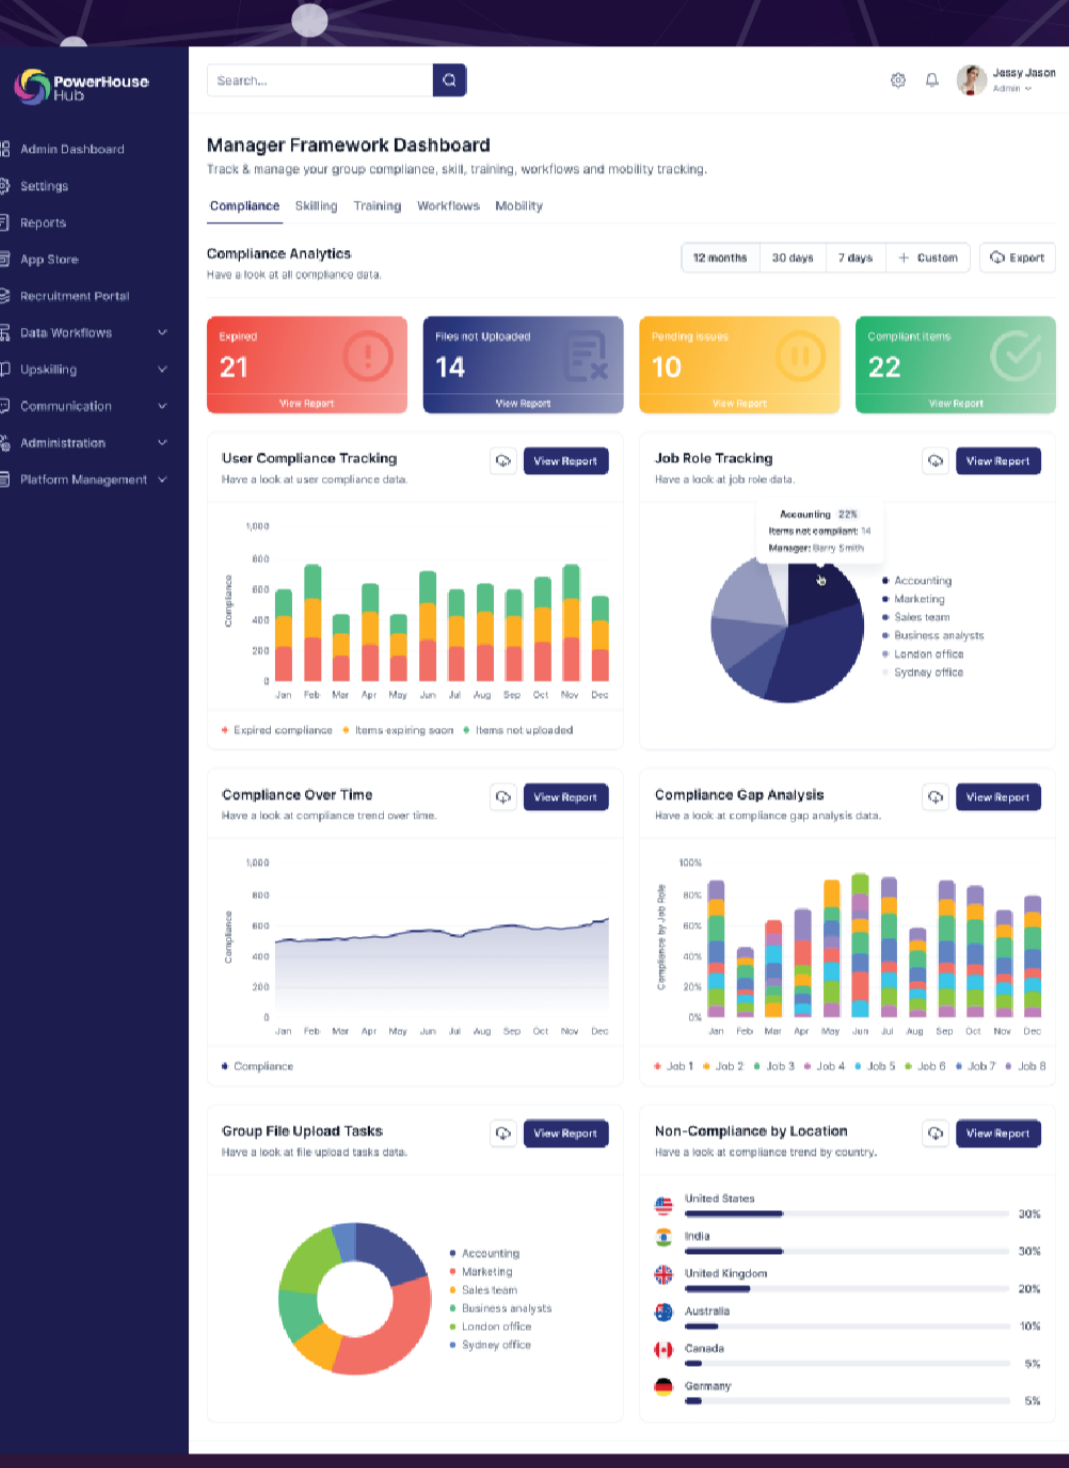 PowerHouse
Hub
Search...
Jessy Jason
Admin
Admin Dashboard
Settings
Reports
App Store
Recruitment Portal
Data Workflows
Upskilling
Communication
Administration
Platform Management
Manager Framework Dashboard
Track & manage your group compliance, skill, training, workflows and mobility tracking.
Compliance Skilling Training Workflows Mobility
Compliance Analytics
Have a look at all compliance data.
12 months 30 days 7 days + Custom Export
Expired
21
View Report
Files not Uploaded
14
View Report
Pending issues
10
View Report
Compliant items
22
View Report
User Compliance Tracking
Have a look at user compliance data.
View Report
1,000
800
600
400
200
0
Compliance
Jan Feb Mar Apr May Jun Jul Aug Sep Oct Nov Dec
Expired compliance Items expiring soon Items not uploaded
Job Role Tracking
Have a look at job role data.
View Report
Accounting 22%
Items not compliant: 14
Manager: Barry Smith
Accounting
Marketing
Sales team
Business analysts
London office
Sydney office
Compliance Over Time
Have a look at compliance trend over time.
View Report
1,000
800
600
400
200
0
Compliance
Jan Feb Mar Apr May Jun Jul Aug Sep Oct Nov Dec
Compliance
Compliance Gap Analysis
Have a look at compliance gap analysis data.
View Report
100%
80%
60%
40%
20%
0%
Compliance by Job Role
Jan Feb Mar Apr May Jun Jul Aug Sep Oct Nov Dec
Job 1 Job 2 Job 3 Job 4 Job 5 Job 6 Job 7 Job 8
Group File Upload Tasks
Have a look at file upload tasks data.
View Report
Accounting
Marketing
Sales team
Business analysts
London office
Sydney office
Non-Compliance by Location
Have a look at compliance trend by country.
View Report
United States
30%
India
30%
United Kingdom
20%
Australia
10%
Canada
5%
Germany
5%